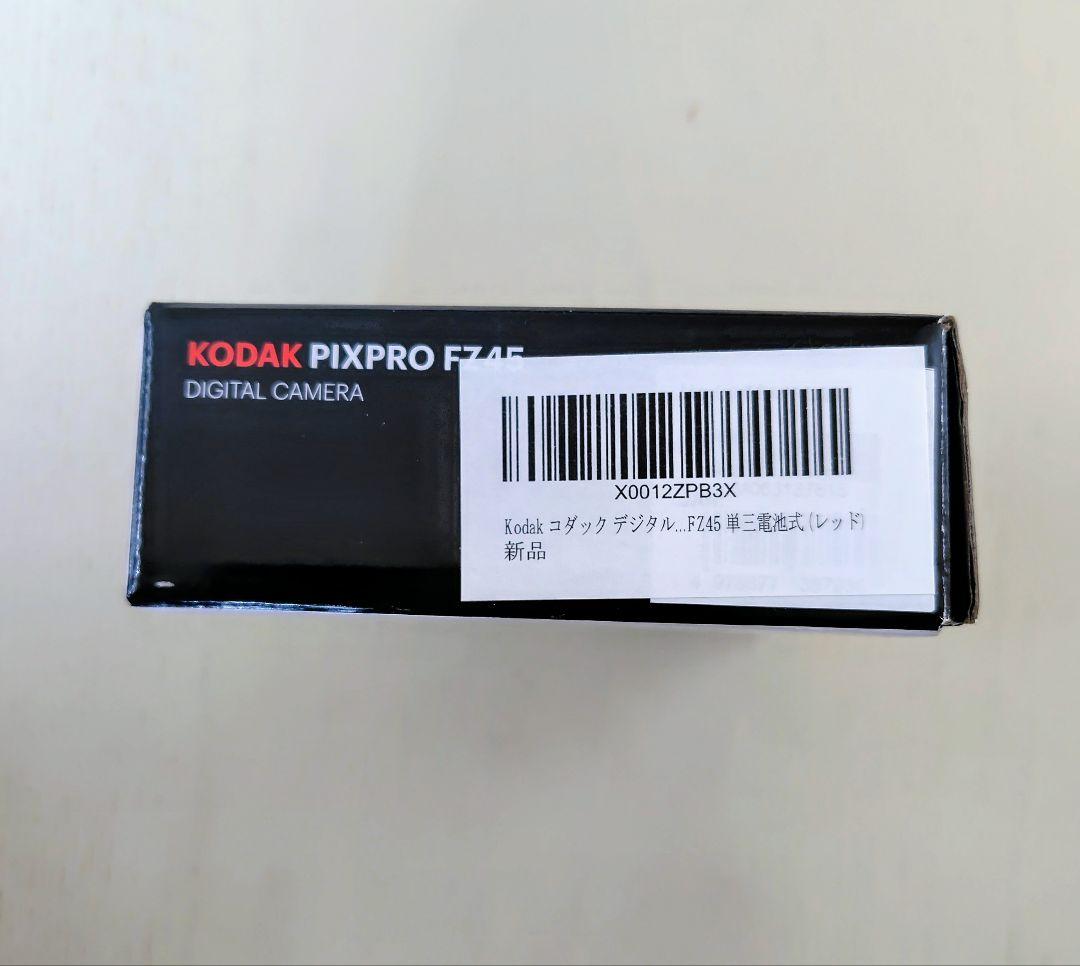 KODAK PIXPRO FZ45
DIGITAL CAMERA
X0012ZPB3X
Kodak コダック デジタル...FZ45 単三電池式 (レッド)
新品